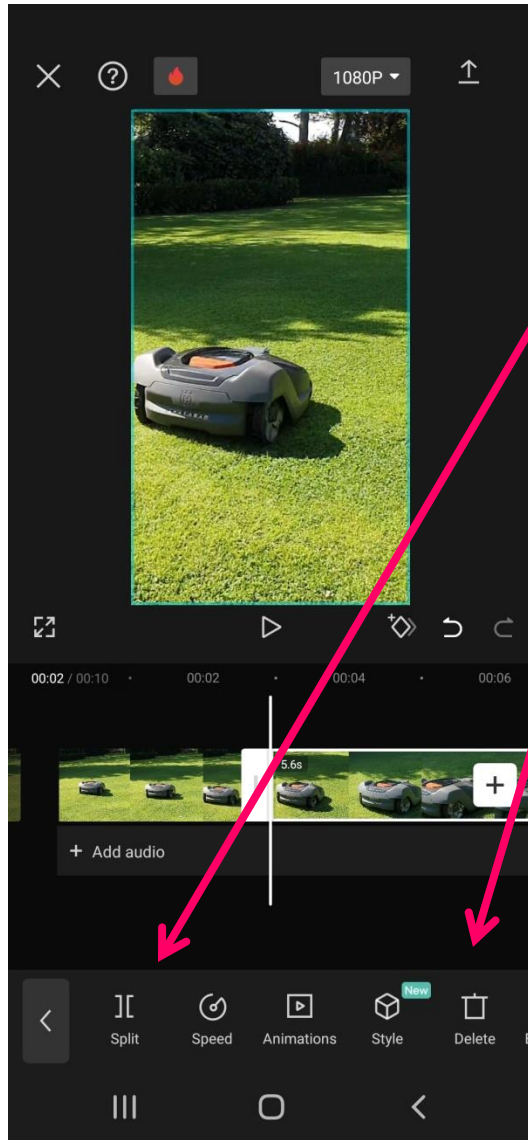 1080P
00:02 / 00:10
00:02
00:04
00:06
5.6s
+ Add audio
New
Split
Speed
Animations
Style
Delete